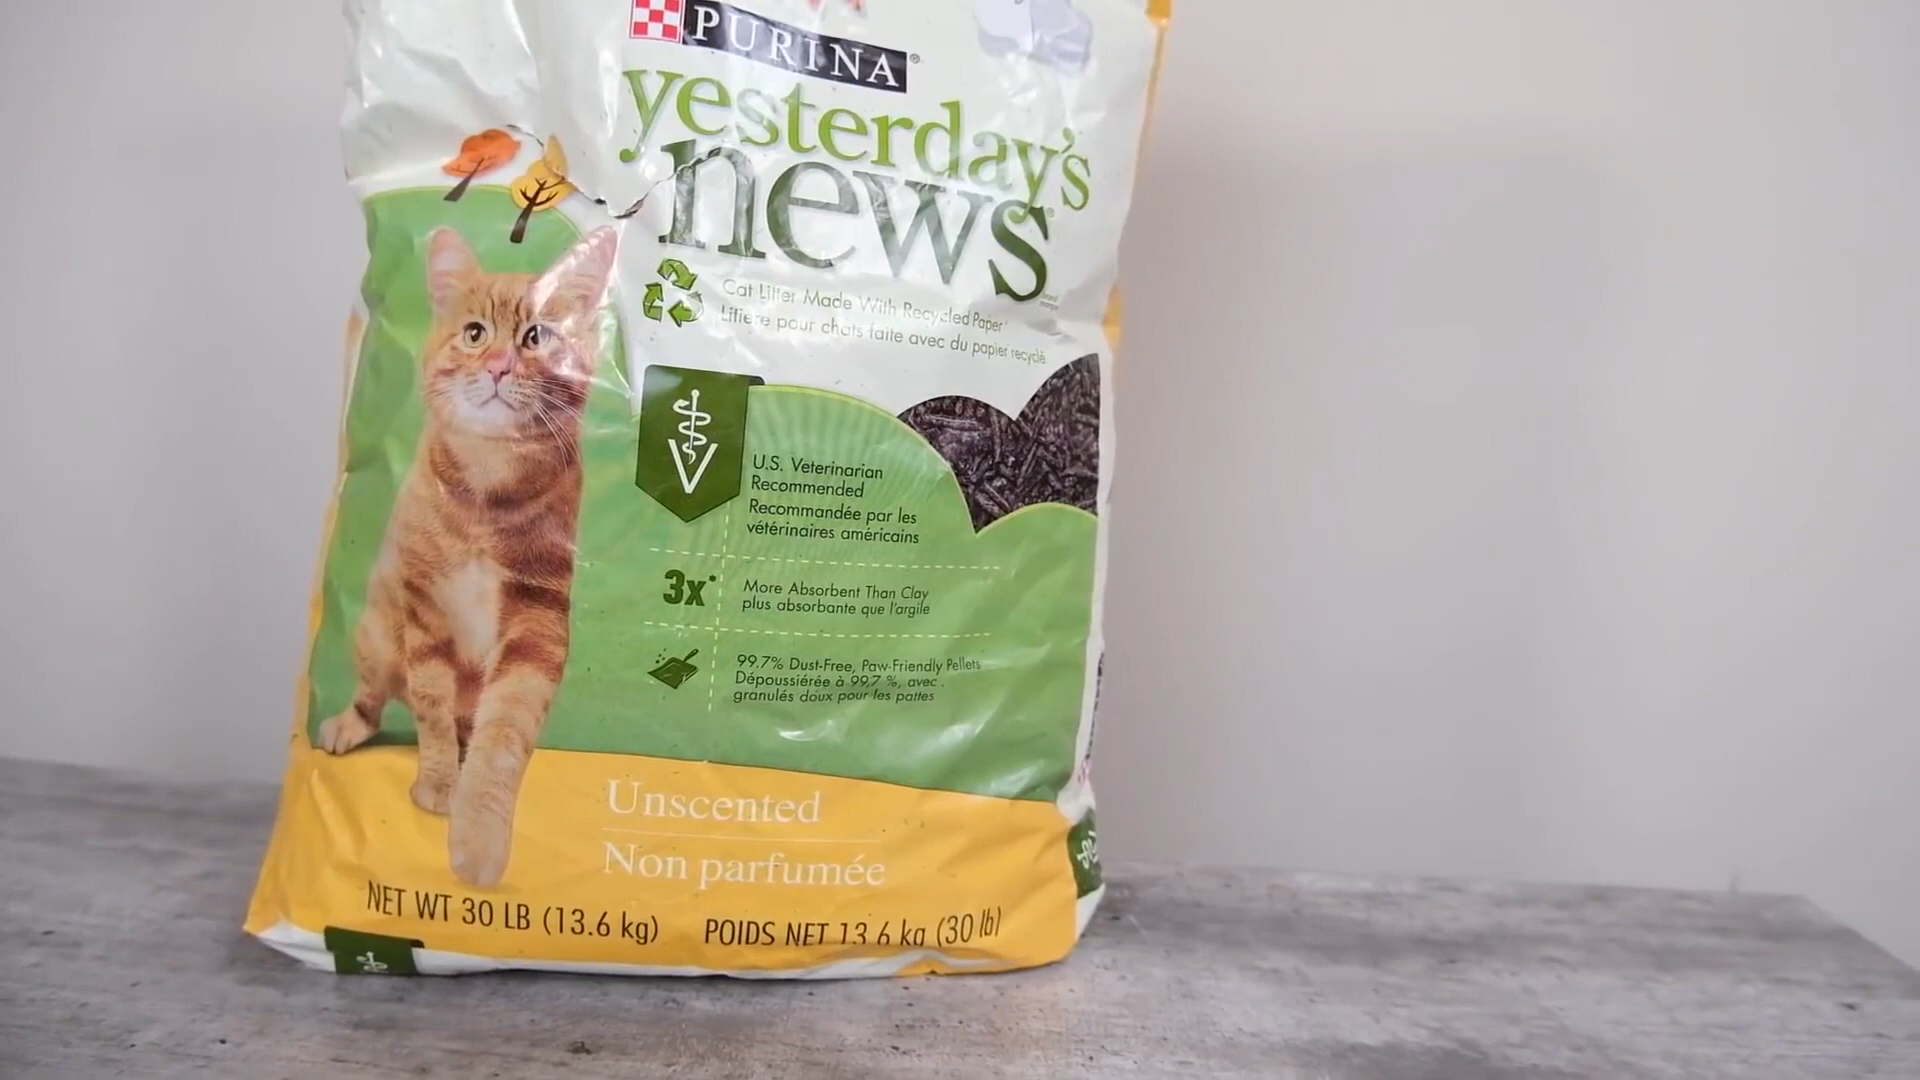 PURINA®
yesterday's
news
Cat Litter Made With Recycled Paper
Litière pour chats faite avec du papier recyclé
U.S. Veterinarian
Recommended
Recommandée par les
vétérinaires américains
3x*
More Absorbent Than Clay
plus absorbante que l'argile
99.7% Dust-Free, Paw-Friendly Pellets
Dépoussiérée à 99,7 %, avec
granulés doux pour les pattes
Unscented
Non parfumée
NET WT 30 LB (13.6 kg) POIDS NET 13.6 kg (30 lb)